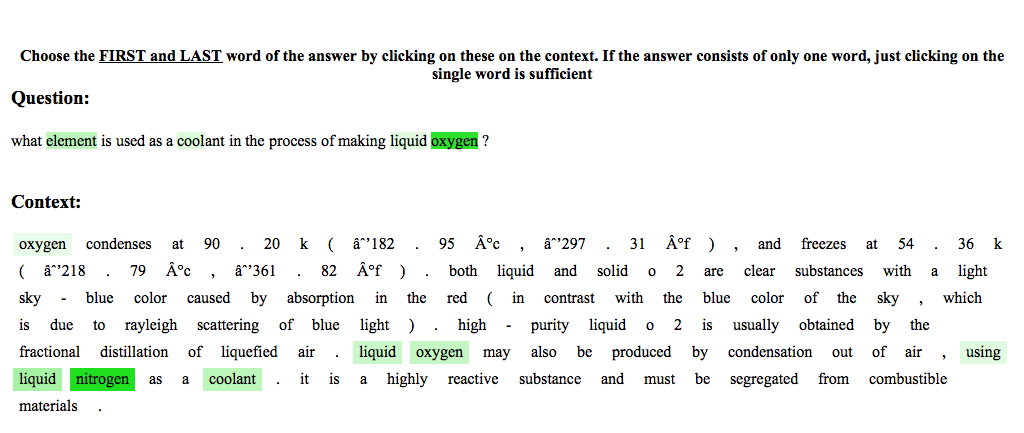 Choose the FIRST and LAST word of the answer by clicking on these on the context. If the answer consists of only one word, just clicking on the
single word is sufficient
Question:
what element is used as a coolant in the process of making liquid oxygen ?
Context:
oxygen condenses at 90 . 20 k ( âˆ’182 . 95 Â°c , âˆ’297 . 31 Â°f ) , and freezes at 54 . 36 k
( âˆ’218 . 79 Â°c , âˆ’361 . 82 Â°f ) . both liquid and solid o 2 are clear substances with a light
sky - blue color caused by absorption in the red ( in contrast with the blue color of the sky , which
is due to rayleigh scattering of blue light ) . high - purity liquid o 2 is usually obtained by the
fractional distillation of liquefied air . liquid oxygen may also be produced by condensation out of air , using
liquid nitrogen as a coolant . it is a highly reactive substance and must be segregated from combustible
materials .